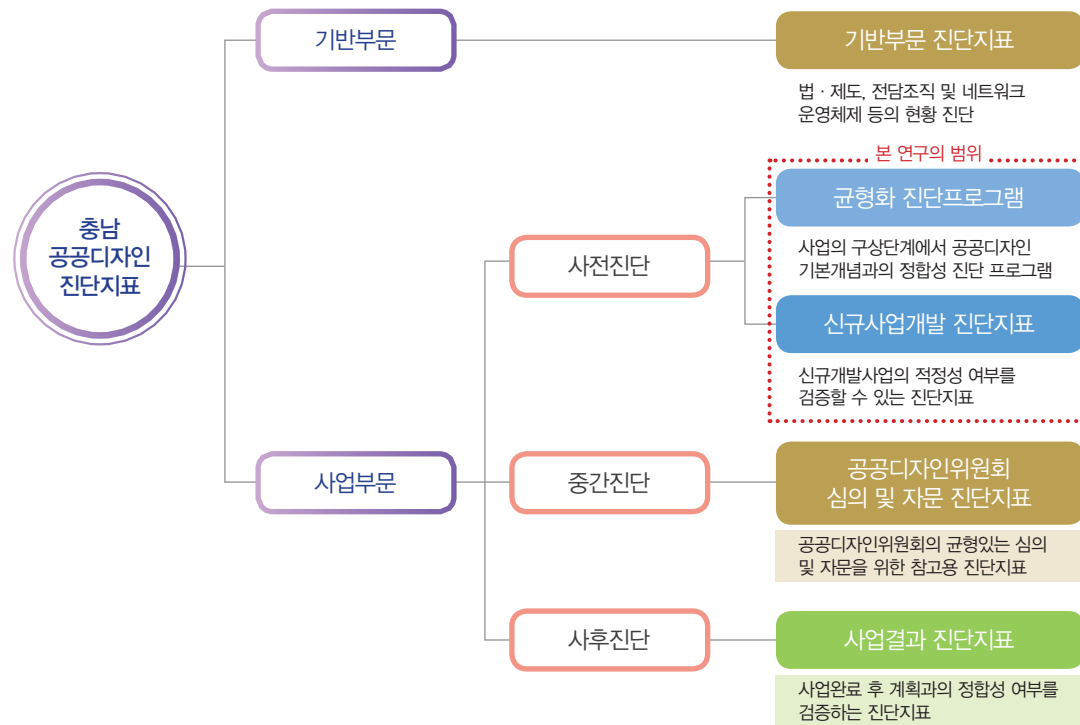 기반부문
기반부문 진단지표
법 · 제도, 전담조직 및 네트워크
운영체제 등의 현황 진단
본 연구의 범위
균형화 진단프로그램
사업의 구상단계에서 공공디자인
기본개념과의 정합성 진단 프로그램
충남
공공디자인
진단지표
사전진단
신규사업개발 진단지표
신규개발사업의 적정성 여부를
검증할 수 있는 진단지표
사업부문
중간진단
공공디자인위원회
심의 및 자문 진단지표
공공디자인위원회의 균형있는 심의
및 자문을 위한 참고용 진단지표
사후진단
사업결과 진단지표
사업완료 후 계획과의 정합성 여부를
검증하는 진단지표